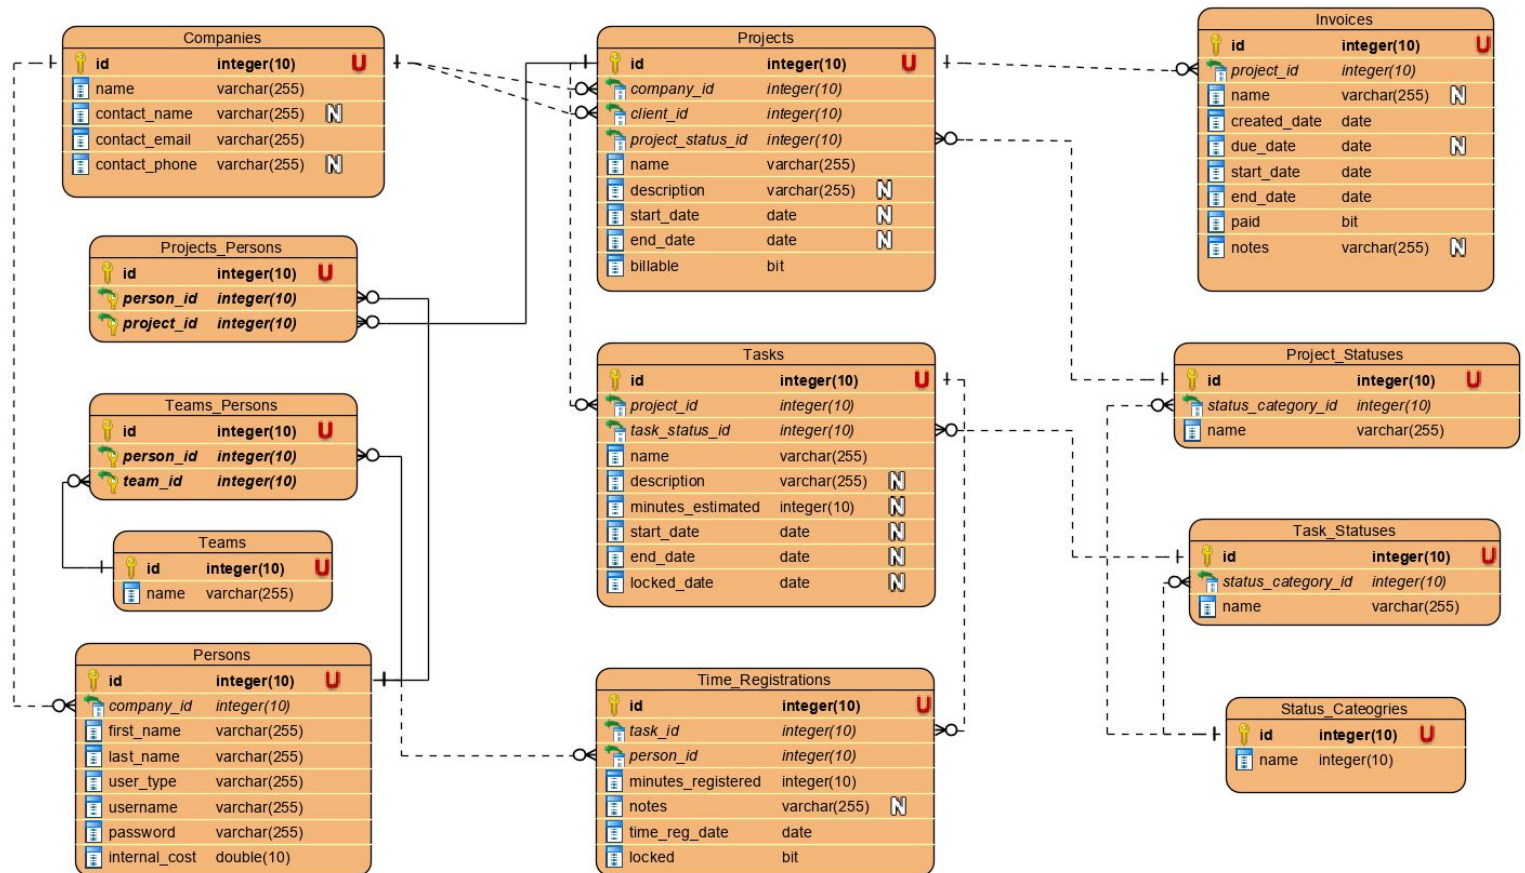 Companies
id integer(10) U
name varchar(255)
contact_name varchar(255) N
contact_email varchar(255)
contact_phone varchar(255) N
Projects_Persons
id integer(10) U
person_id integer(10)
project_id integer(10)
Teams_Persons
id integer(10) U
person_id integer(10)
team_id integer(10)
Teams
id integer(10) U
name varchar(255)
Persons
id integer(10) U
company_id integer(10)
first_name varchar(255)
last_name varchar(255)
user_type varchar(255)
username varchar(255)
password varchar(255)
internal_cost double(10)
Projects
id integer(10) U
company_id integer(10)
client_id integer(10)
project_status_id integer(10)
name varchar(255)
description varchar(255) N
start_date date N
end_date date N
billable bit
Tasks
id integer(10) U
project_id integer(10)
task_status_id integer(10)
name varchar(255)
description varchar(255) N
minutes_estimated integer(10) N
start_date date N
end_date date N
locked_date date N
Time_Registrations
id integer(10) U
task_id integer(10)
person_id integer(10)
minutes_registered integer(10)
notes varchar(255) N
time_reg_date date
locked bit
Invoices
id integer(10) U
project_id integer(10)
name varchar(255) N
created_date date
due_date date N
start_date date
end_date date
paid bit
notes varchar(255) N
Project_Statuses
id integer(10) U
status_category_id integer(10)
name varchar(255)
Task_Statuses
id integer(10) U
status_category_id integer(10)
name varchar(255)
Status_Cateogries
id integer(10) U
name integer(10)